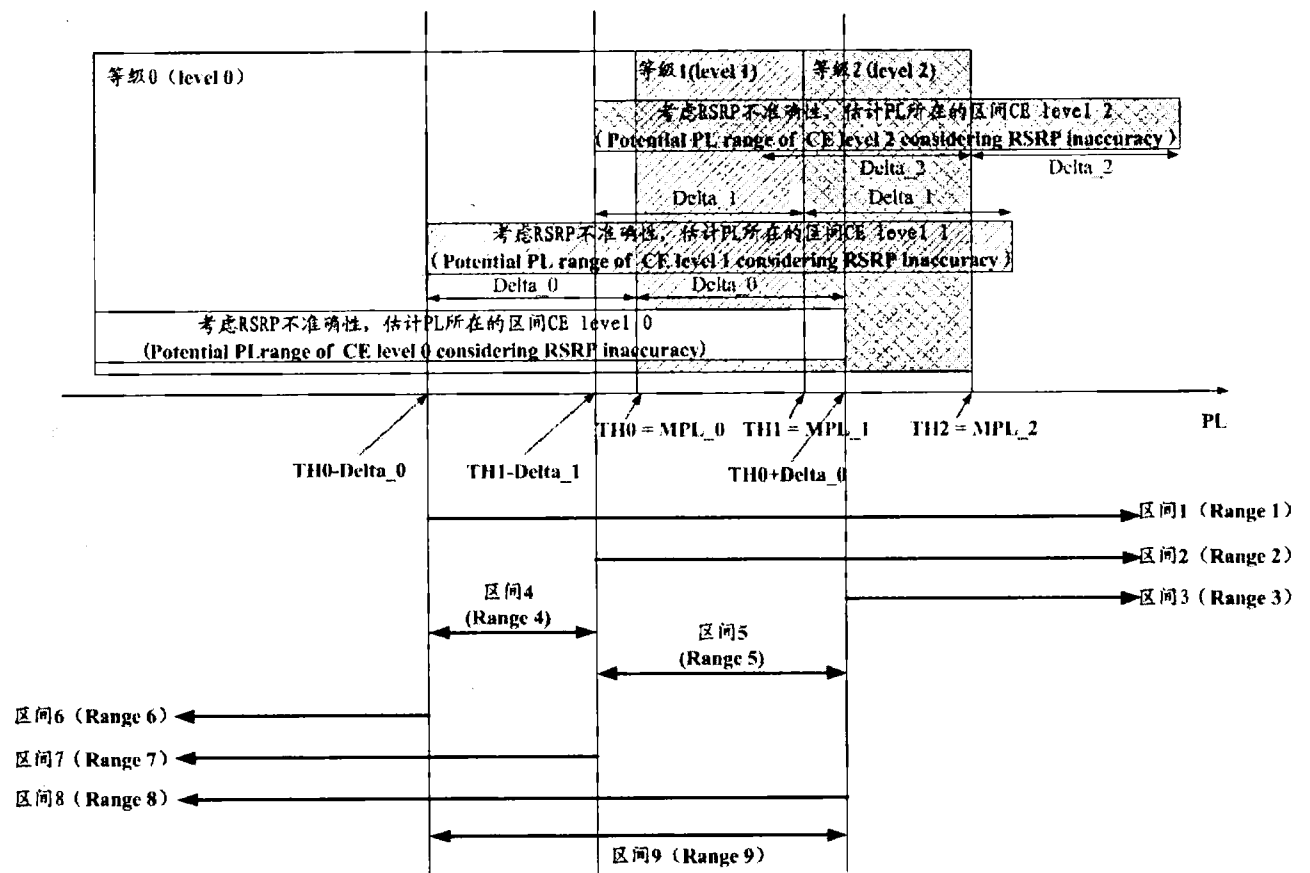 等级0（level 0）
等级1(level 1)
等级2(level 2)
考虑RSRP不准确性，估计PL所在的区间CE level 2
（Potential PL range of CE level 2 considering RSRP inaccuracy）
Delta_2
Delta_2
Delta_1
Delta_1
考虑RSRP不准确性，估计PL所在的区间CE level 1
（Potential PL range of CE level 1 considering RSRP inaccuracy）
Delta_0
Delta_0
考虑RSRP不准确性，估计PL所在的区间CE level 0
(Potential PLrange of CE level 0 considering RSRP inaccuracy)
PL
TH0 = MPL_0
TH1 = MPL_1
TH2 = MPL_2
TH0-Delta_0
TH1-Delta_1
TH0+Delta_0
区间1（Range 1）
区间2（Range 2）
区间3（Range 3）
区间4
(Range 4)
区间5
(Range 5)
区间6（Range 6）
区间7（Range 7）
区间8（Range 8）
区间9（Range 9）